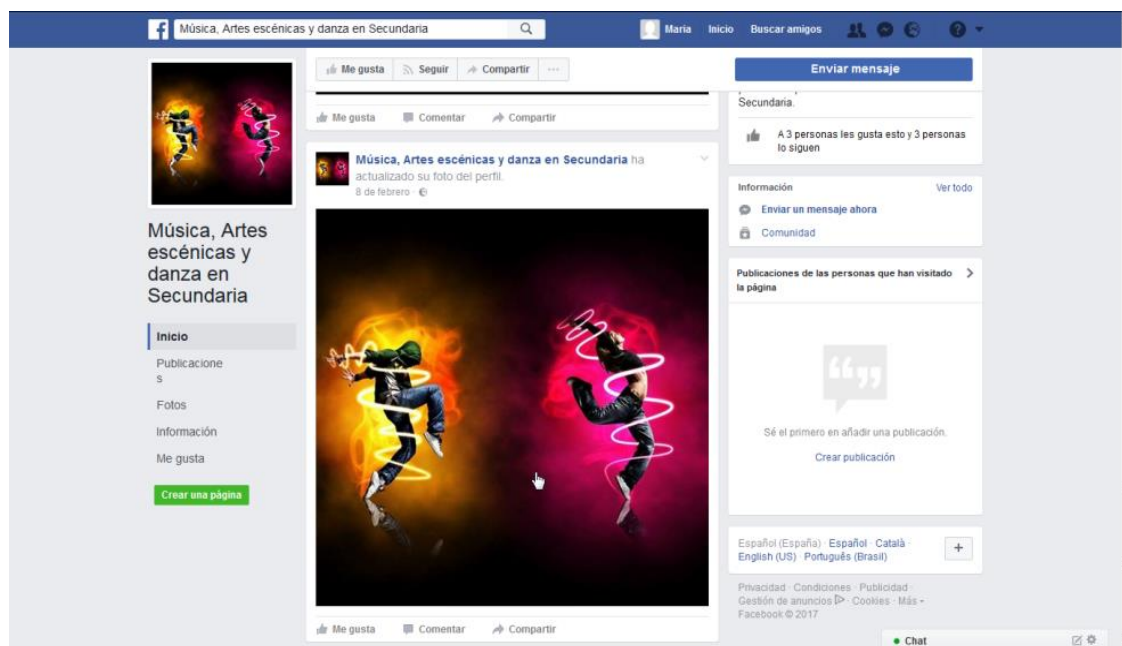 Música, Artes escénicas y danza en Secundaria
Maria Inicio Buscar amigos
Música, Artes
escénicas y
danza en
Secundaria
Inicio
Publicacione
s
Fotos
Información
Me gusta
Crear una página
Me gusta Seguir Compartir ...
Me gusta Comentar Compartir
Música, Artes escénicas y danza en Secundaria ha
actualizado su foto del perfil.
8 de febrero ·
Me gusta Comentar Compartir
Enviar mensaje
Secundaria.
A 3 personas les gusta esto y 3 personas
lo siguen
Información Ver todo
Enviar un mensaje ahora
Comunidad
Publicaciones de las personas que han visitado
la página
Sé el primero en añadir una publicación.
Crear publicación
Español (España) · Español · Català ·
English (US) · Português (Brasil)
Privacidad · Condiciones · Publicidad ·
Gestión de anuncios · Cookies · Más
Facebook © 2017
Chat